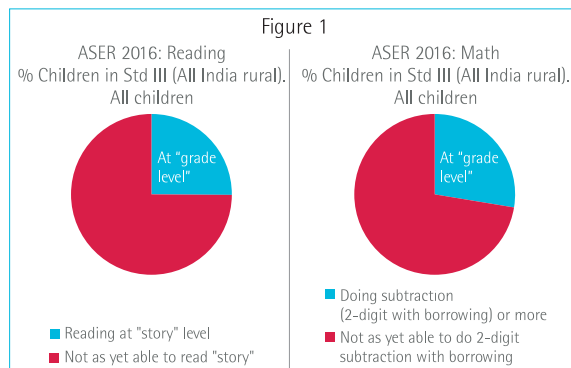 Figure 1
ASER 2016: Reading
% Children in Std III (All India rural).
All children
At "grade
level"
Reading at "story" level
Not as yet able to read "story"
ASER 2016: Math
% Children in Std III (All India rural).
All children
At "grade
level"
Doing subtraction
(2-digit with borrowing) or more
Not as yet able to do 2-digit
subtraction with borrowing